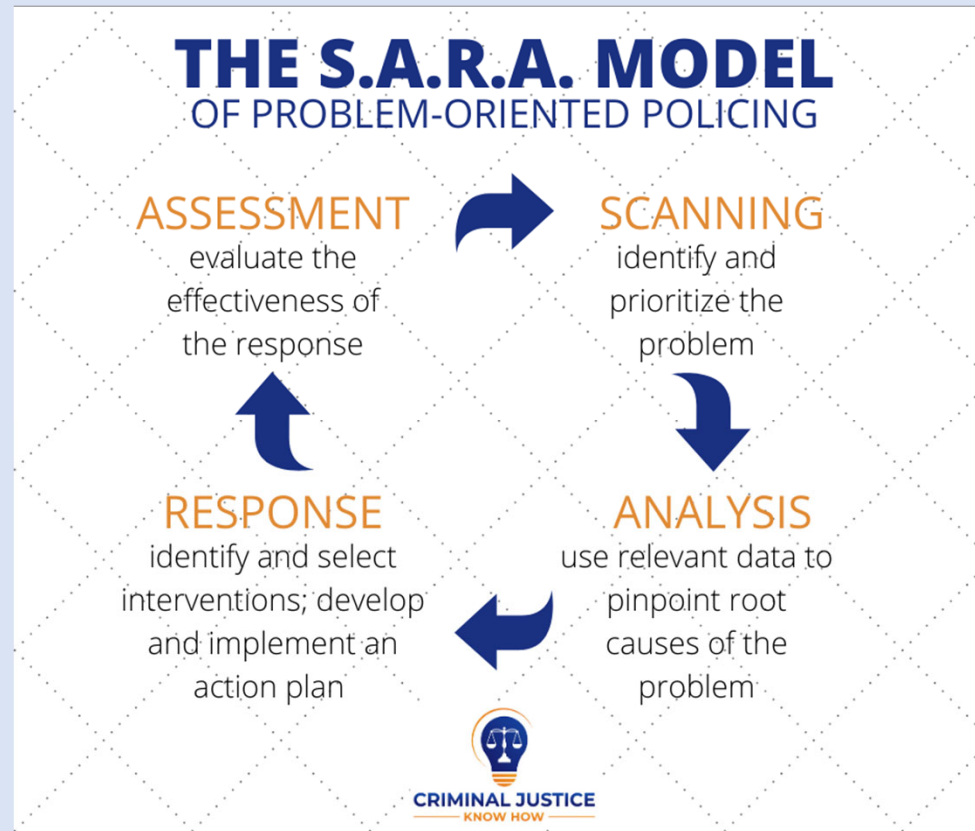 THE S.A.R.A. MODEL
OF PROBLEM-ORIENTED POLICING
ASSESSMENT
evaluate the
effectiveness of
the response
SCANNING
identify and
prioritize the
problem
RESPONSE
identify and select
interventions; develop
and implement an
action plan
ANALYSIS
use relevant data to
pinpoint root
causes of the
problem
CRIMINAL JUSTICE
KNOW HOW